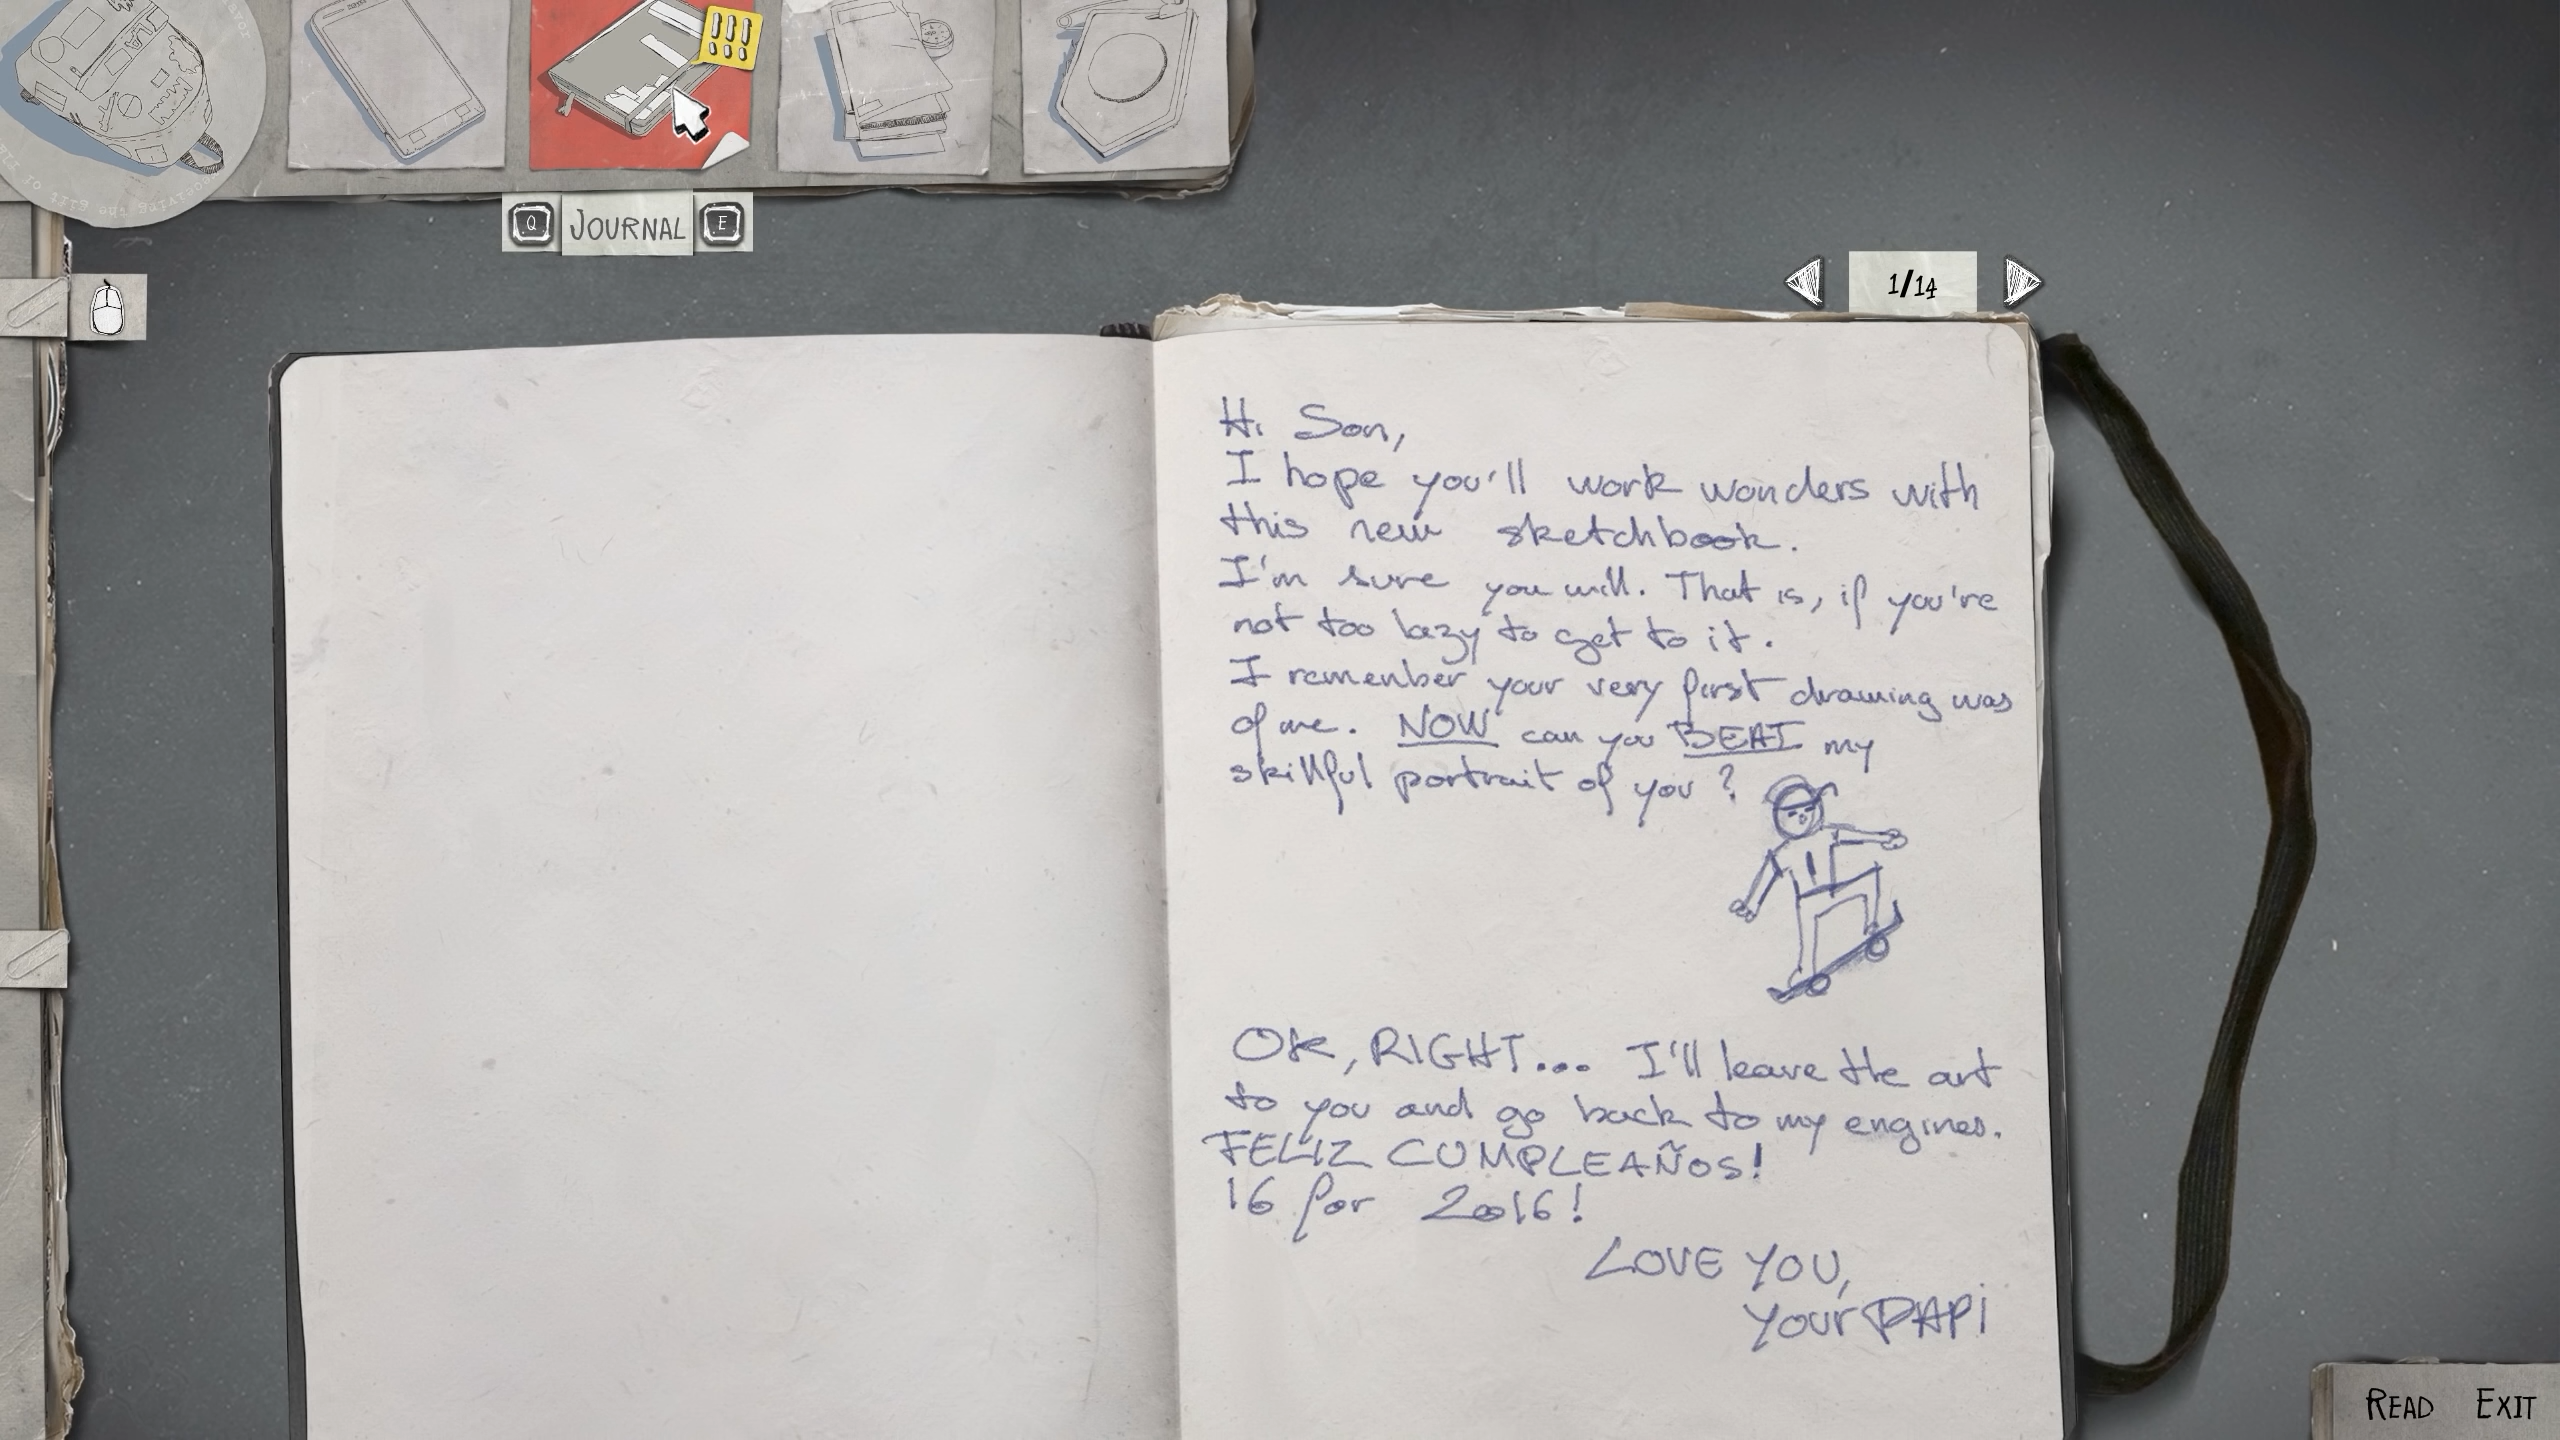 Q JOURNAL E
1/14
Hi Son,
I hope you'll work wonders with
this new sketchbook.
I'm sure you will. That is, if you're
not too lazy to get to it.
I remember your very first drawing was
of me. NOW can you BEAT my
skillful portrait of you?
OK, RIGHT... I'll leave the art
to you and go back to my engines.
FELIZ CUMPLEAÑOS!
16 for 2016!
LOVE YOU,
Your PAPi
READ EXIT